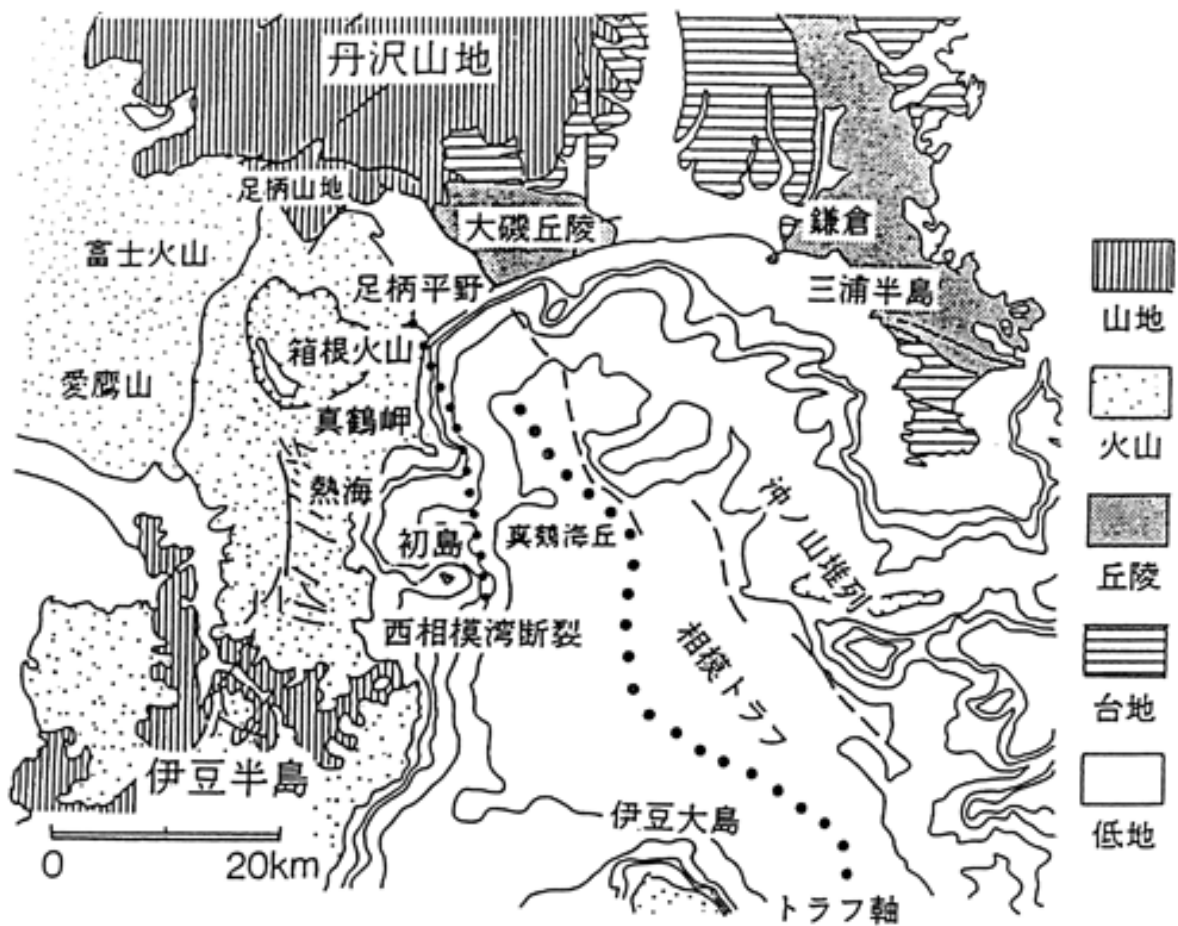 丹沢山地
足柄山地
大磯丘陵
鎌倉
富士火山
足柄平野
三浦半島
箱根火山
愛鷹山
真鶴岬
熱海
初島
真鶴海丘
沖ノ山堆列
西相模湾断裂
相模トラフ
伊豆半島
伊豆大島
0 20km
トラフ軸
山地
火山
丘陵
台地
低地